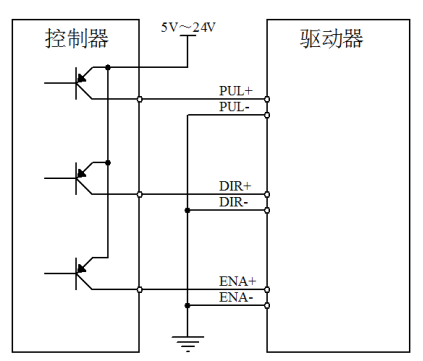 控制器
5V～24V
驱动器
PUL+
PUL-
DIR+
DIR-
ENA+
ENA-